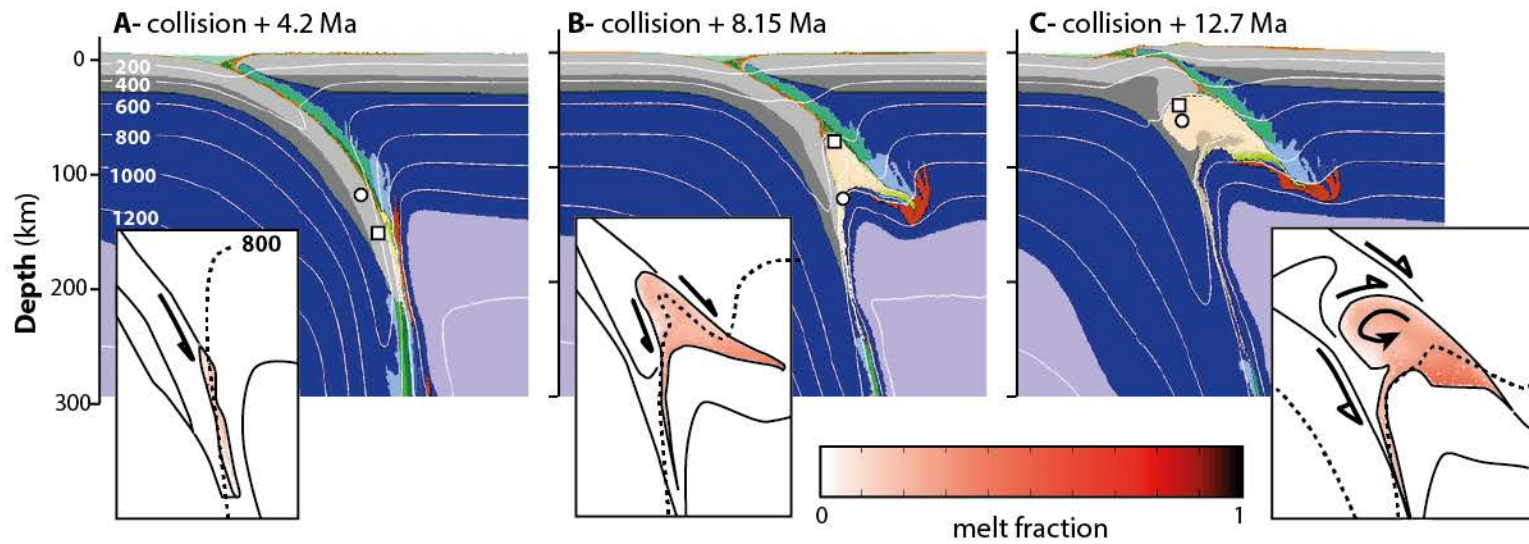 A- collision + 4.2 Ma
B- collision + 8.15 Ma
C- collision + 12.7 Ma
Depth (km)
0
100
200
300
200
400
600
800
1000
1200
800
0
1
melt fraction